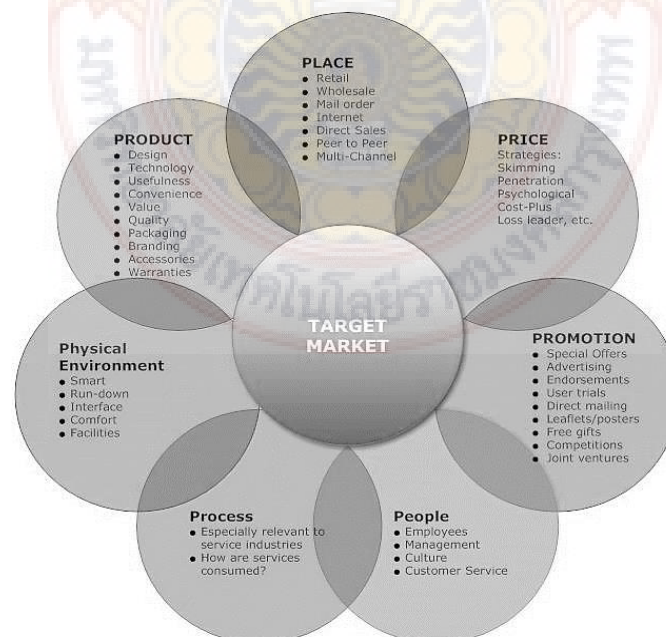 PLACE
• Retail
• Wholesale
• Mail order
• Internet
• Direct Sales
• Peer to Peer
• Multi-Channel
PRODUCT
• Design
• Technology
• Usefulness
• Convenience
• Value
• Quality
• Packaging
• Branding
• Accessories
• Warranties
PRICE
Strategies:
Skimming
Penetration
Psychological
Cost-Plus
Loss leader, etc.
TARGET
MARKET
Physical
Environment
• Smart
• Run-down
• Interface
• Comfort
• Facilities
PROMOTION
• Special Offers
• Advertising
• Endorsements
• User trials
• Direct mailing
• Leaflets/posters
• Free gifts
• Competitions
• Joint ventures
Process
• Especially relevant to
service industries
• How are services
consumed?
People
• Employees
• Management
• Culture
• Customer Service